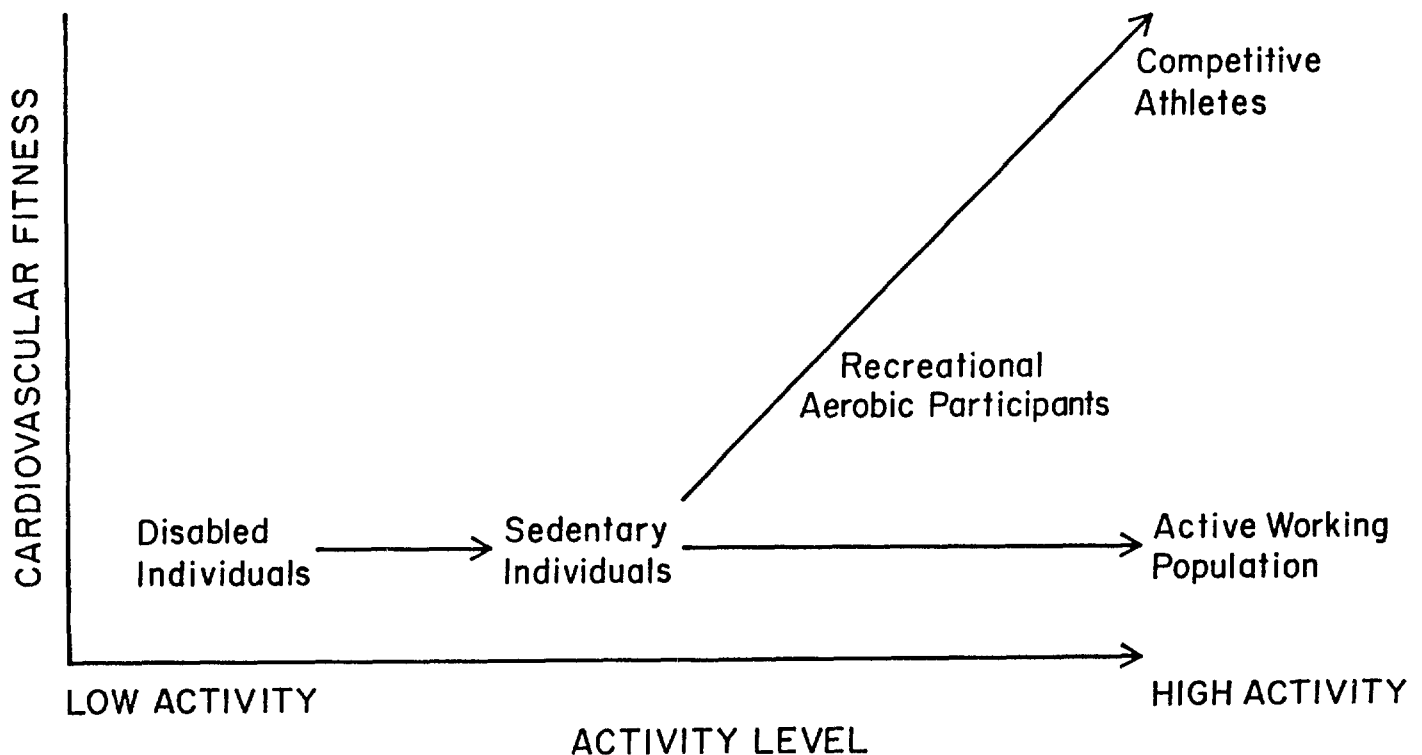 CARDIOVASCULAR FITNESS
Competitive
Athletes
Recreational
Aerobic Participants
Disabled
Individuals
Sedentary
Individuals
Active Working
Population
LOW ACTIVITY
HIGH ACTIVITY
ACTIVITY LEVEL